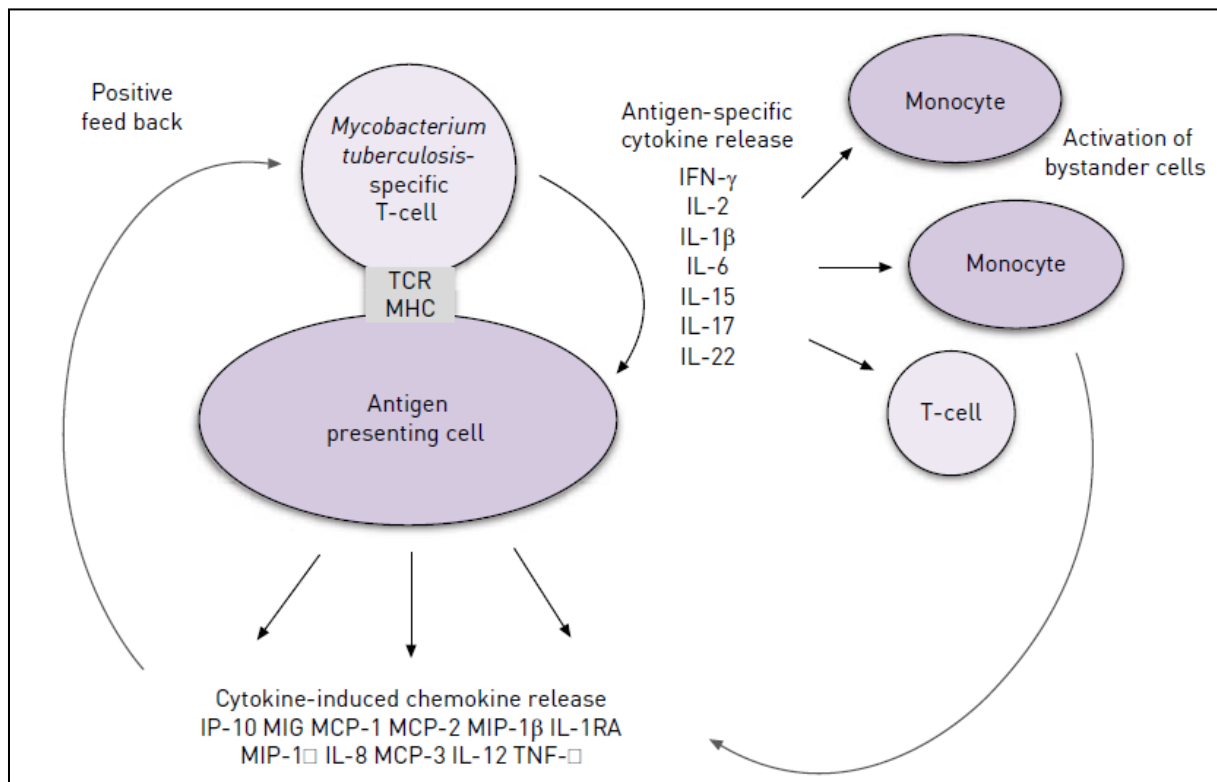 Positive
feed back
Mycobacterium
tuberculosis-
specific
T-cell
TCR
MHC
Antigen
presenting cell
Antigen-specific
cytokine release
IFN-γ
IL-2
IL-1β
IL-6
IL-15
IL-17
IL-22
Monocyte
Activation of
bystander cells
Monocyte
T-cell
Cytokine-induced chemokine release
IP-10 MIG MCP-1 MCP-2 MIP-1β IL-1RA
MIP-1□ IL-8 MCP-3 IL-12 TNF-□